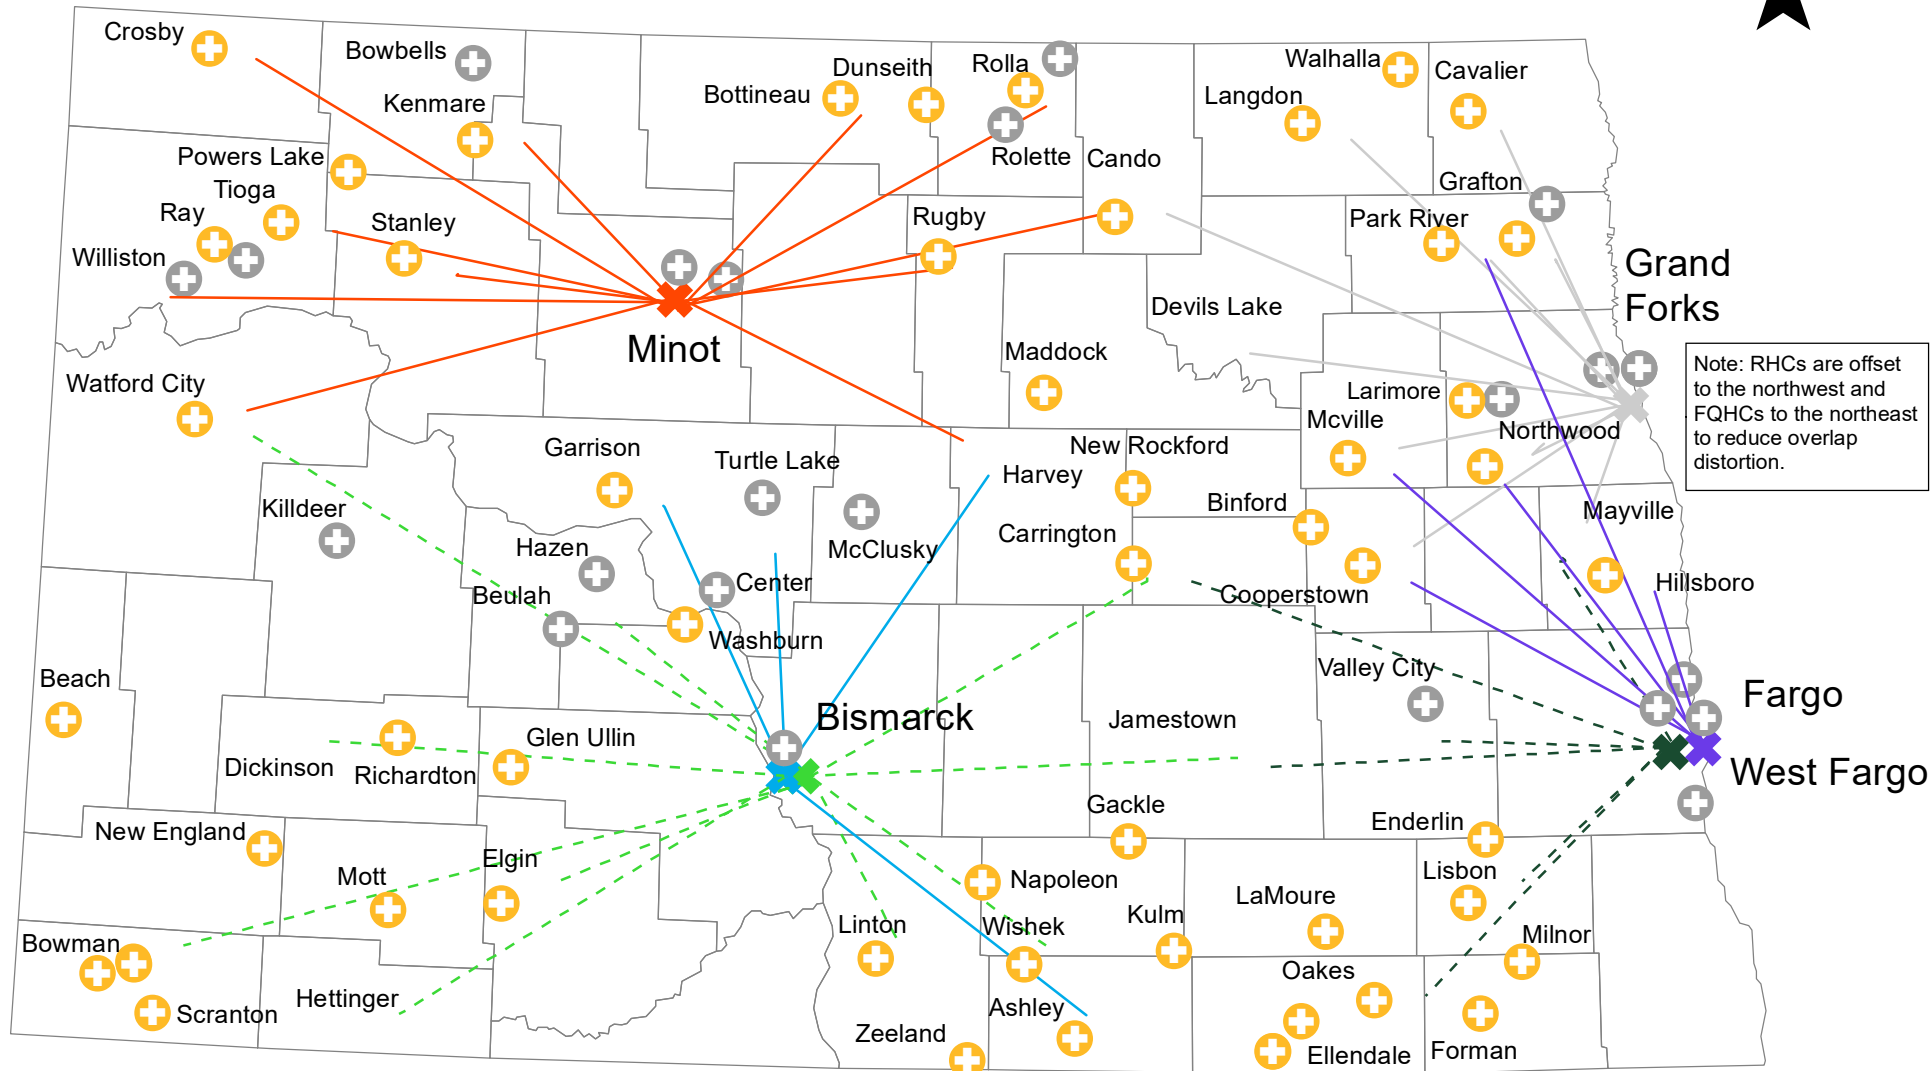 Crosby
Bowbells
Kenmare
Bottineau
Dunseith
Rolla
Rolette
Cando
Langdon
Walhalla
Cavalier
Powers Lake
Tioga
Ray
Williston
Stanley
Rugby
Grafton
Park River
Grand
Forks
Minot
Devils Lake
Maddock
Watford City
Larimore
Mcville
Northwood
Note: RHCs are offset
to the northwest and
FQHCs to the northeast
to reduce overlap
distortion.
Garrison
Turtle Lake
Harvey
New Rockford
Killdeer
McClusky
Carrington
Binford
Mayville
Hazen
Center
Beulah
Cooperstown
Hillsboro
Washburn
Beach
Valley City
Bismarck
Jamestown
Fargo
West Fargo
Glen Ullin
Dickinson
Richardton
Gackle
Enderlin
New England
Elgin
Mott
Napoleon
Lisbon
LaMoure
Linton
Wishek
Kulm
Milnor
Bowman
Oakes
Hettinger
Scranton
Ashley
Zeeland
Ellendale
Forman